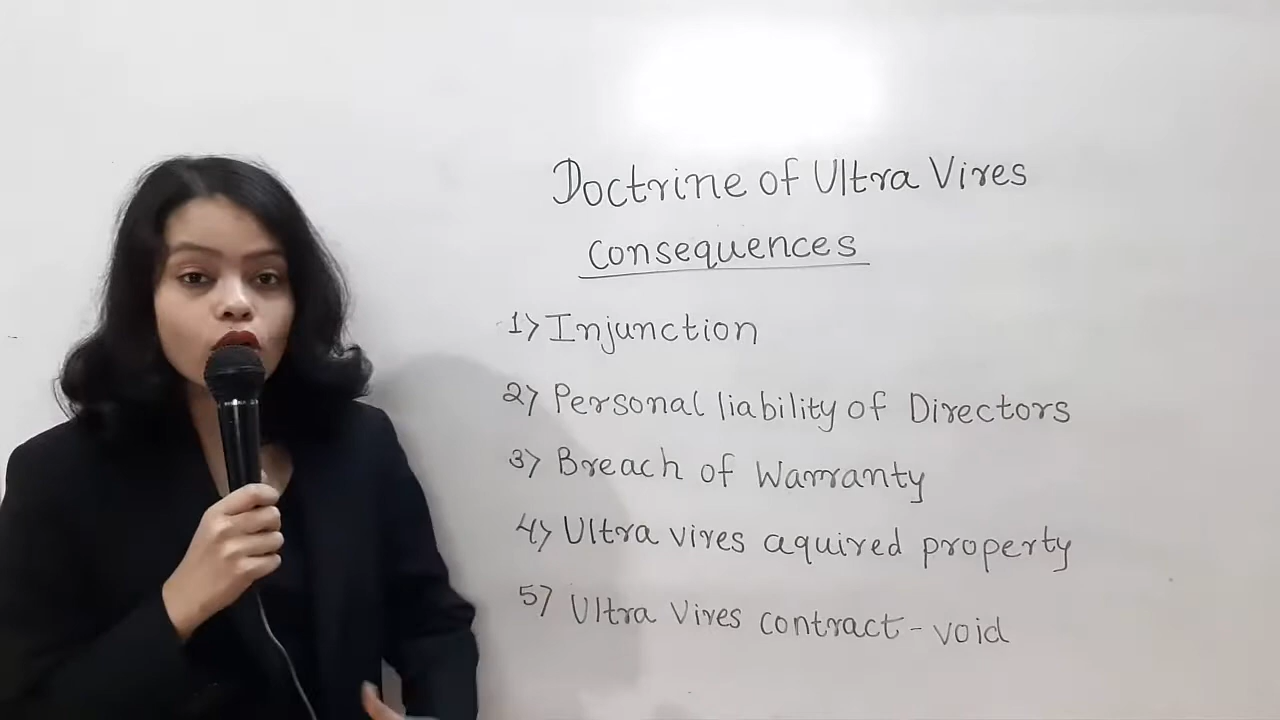 Doctrine of Ultra Vires
Consequences
1) Injunction
2) Personal liability of Directors
3) Breach of Warranty
4) Ultra vires aquired property
5) Ultra Vires contract - void